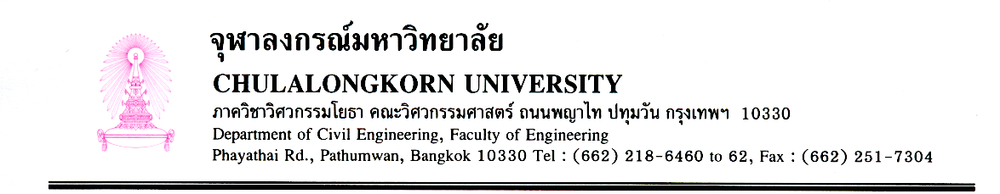 จุฬาลงกรณ์มหาวิทยาลัย
CHULALONGKORN UNIVERSITY
ภาควิชาวิศวกรรมโยธา คณะวิศวกรรมศาสตร์ ถนนพญาไท ปทุมวัน กรุงเทพฯ 10330
Department of Civil Engineering, Faculty of Engineering
Phayathai Rd., Pathumwan, Bangkok 10330 Tel : (662) 218-6460 to 62, Fax : (662) 251-7304